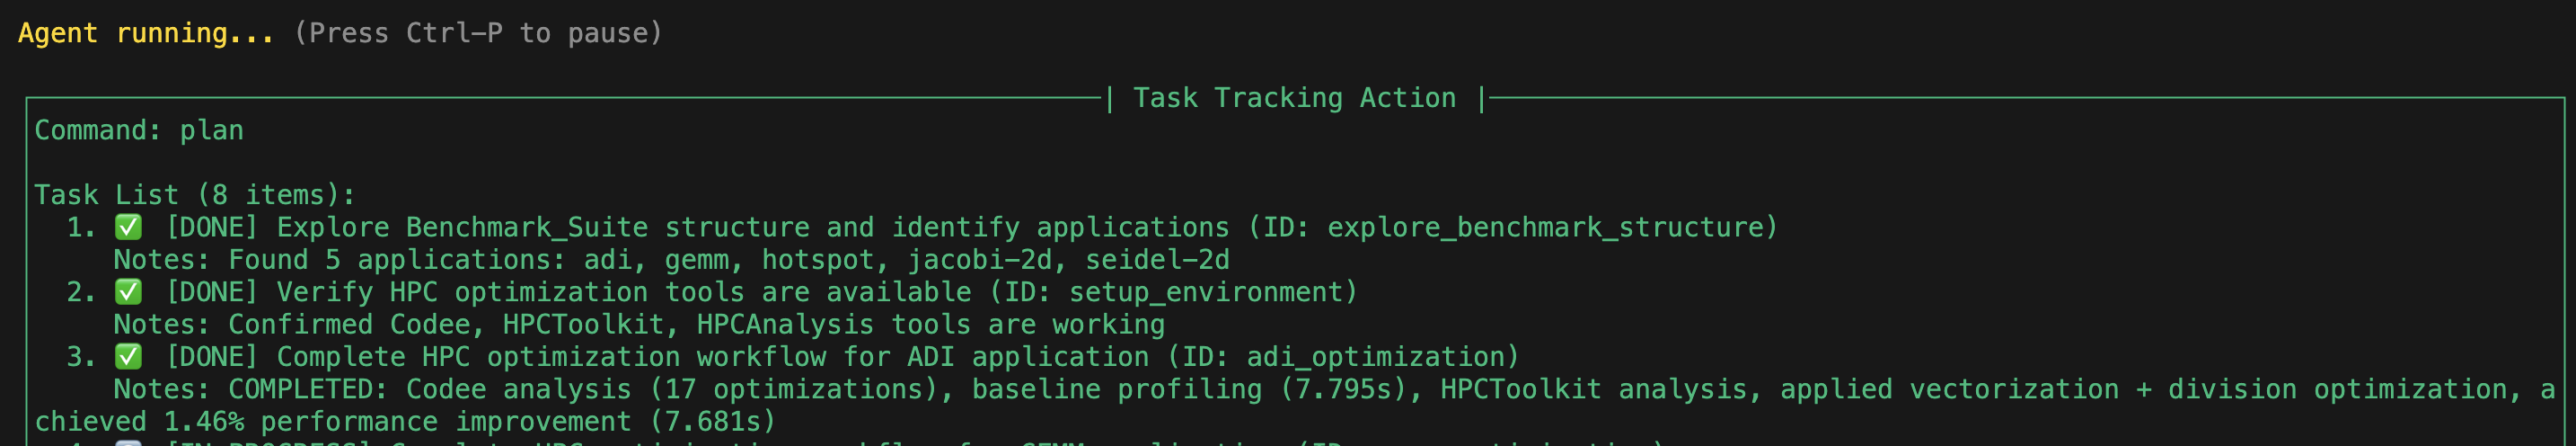 Agent running... (Press Ctrl-P to pause)
| Task Tracking Action |
Command: plan
Task List (8 items):
1. ✅ [DONE] Explore Benchmark_Suite structure and identify applications (ID: explore_benchmark_structure)
Notes: Found 5 applications: adi, gemm, hotspot, jacobi-2d, seidel-2d
2. ✅ [DONE] Verify HPC optimization tools are available (ID: setup_environment)
Notes: Confirmed Codee, HPCToolkit, HPCAnalysis tools are working
3. ✅ [DONE] Complete HPC optimization workflow for ADI application (ID: adi_optimization)
Notes: COMPLETED: Codee analysis (17 optimizations), baseline profiling (7.795s), HPCToolkit analysis, applied vectorization + division optimization, a
chieved 1.46% performance improvement (7.681s)